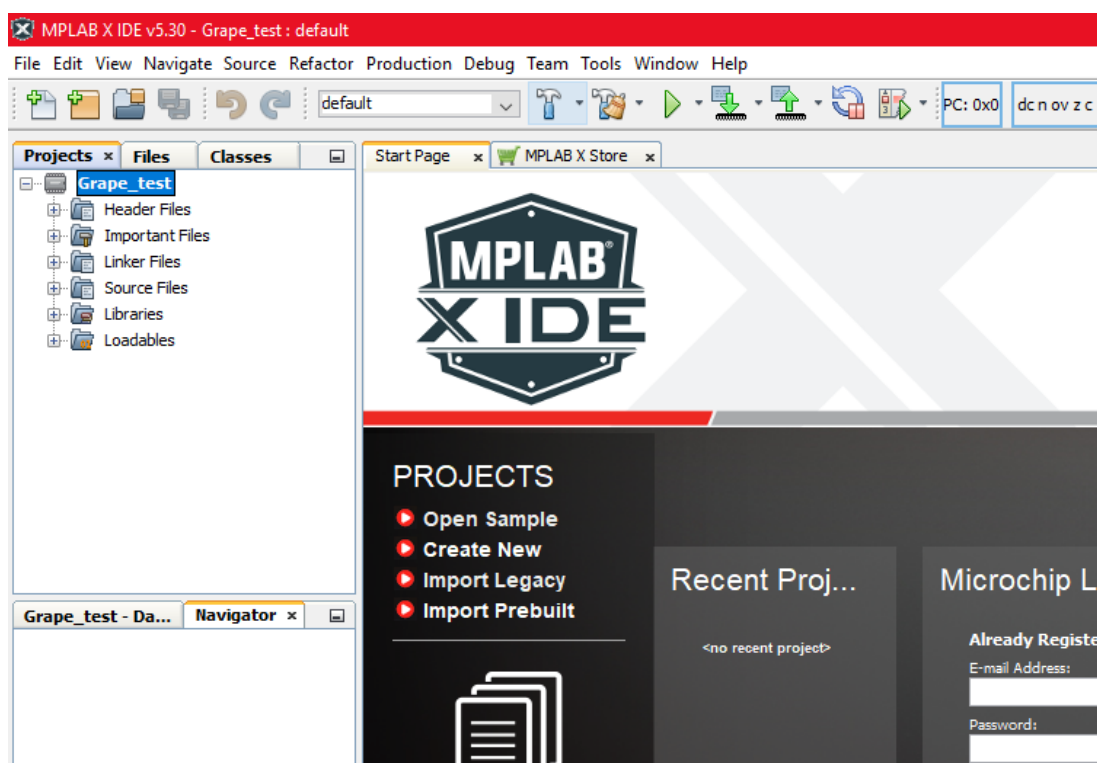 MPLAB X IDE v5.30 - Grape_test : default
File Edit View Navigate Source Refactor Production Debug Team Tools Window Help
default
PC: 0x0
dc n ov z c
Projects
Files
Classes
Start Page
MPLAB X Store
Grape_test
Header Files
Important Files
Linker Files
Source Files
Libraries
Loadables
MPLAB®
X IDE
PROJECTS
Open Sample
Create New
Import Legacy
Import Prebuilt
Recent Proj...
<no recent project>
Microchip L
Already Registe
E-mail Address:
Password:
Grape_test - Da...
Navigator